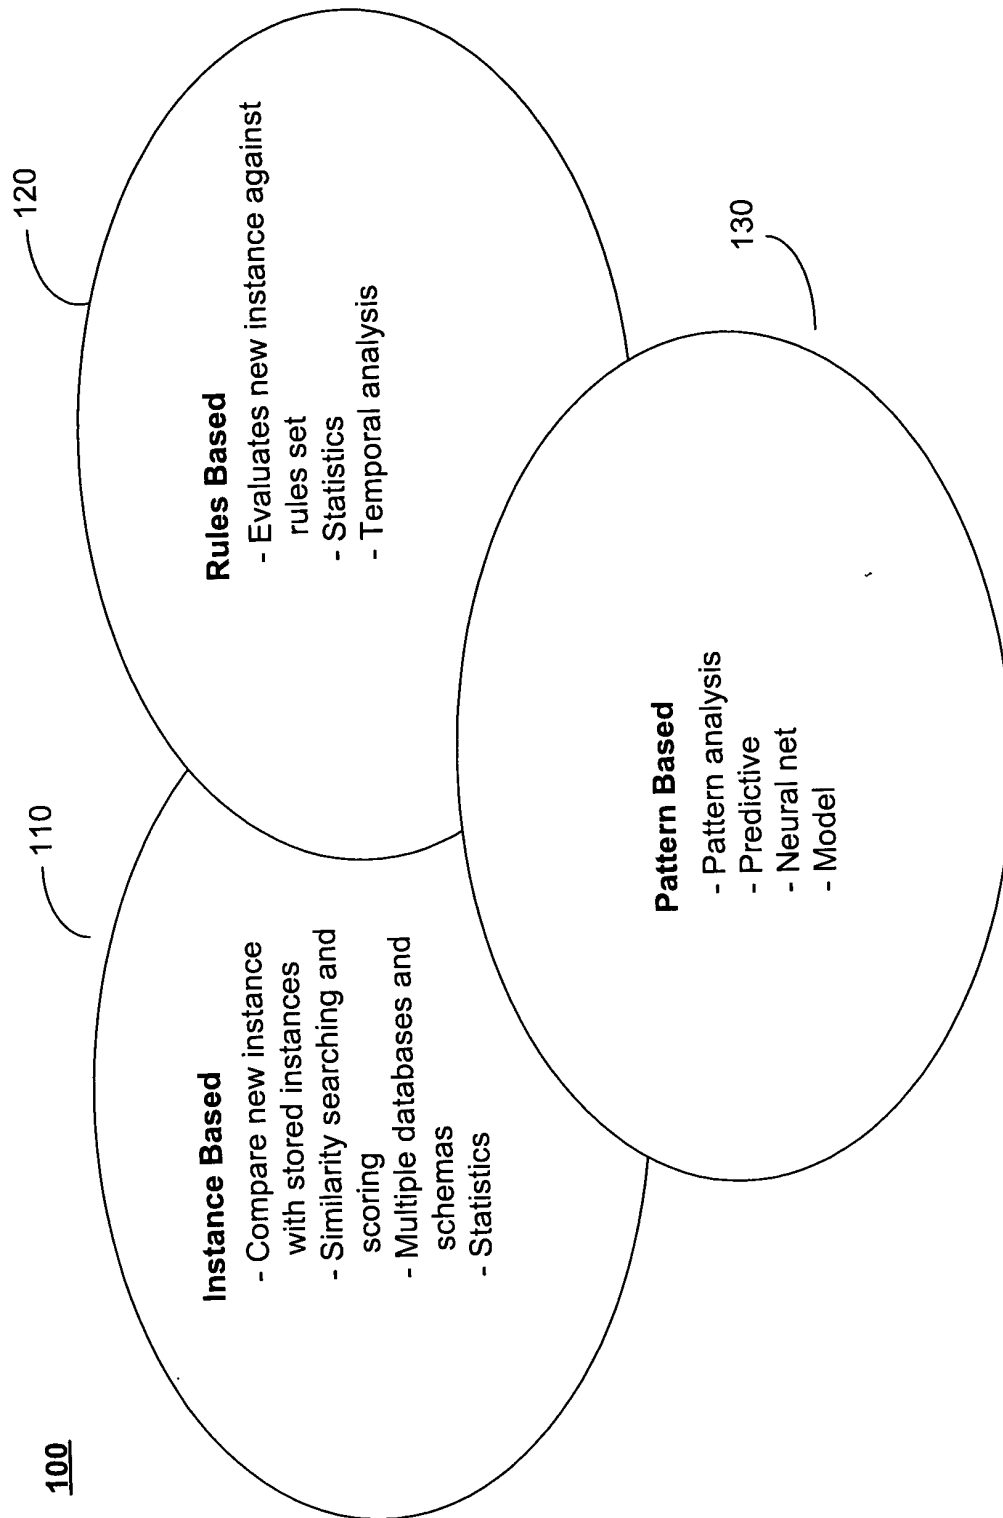 100
110
Instance Based
- Compare new instance
with stored instances
- Similarity searching and
scoring
- Multiple databases and
schemas
- Statistics
120
Rules Based
- Evaluates new instance against
rules set
- Statistics
- Temporal analysis
130
Pattern Based
- Pattern analysis
- Predictive
- Neural net
- Model